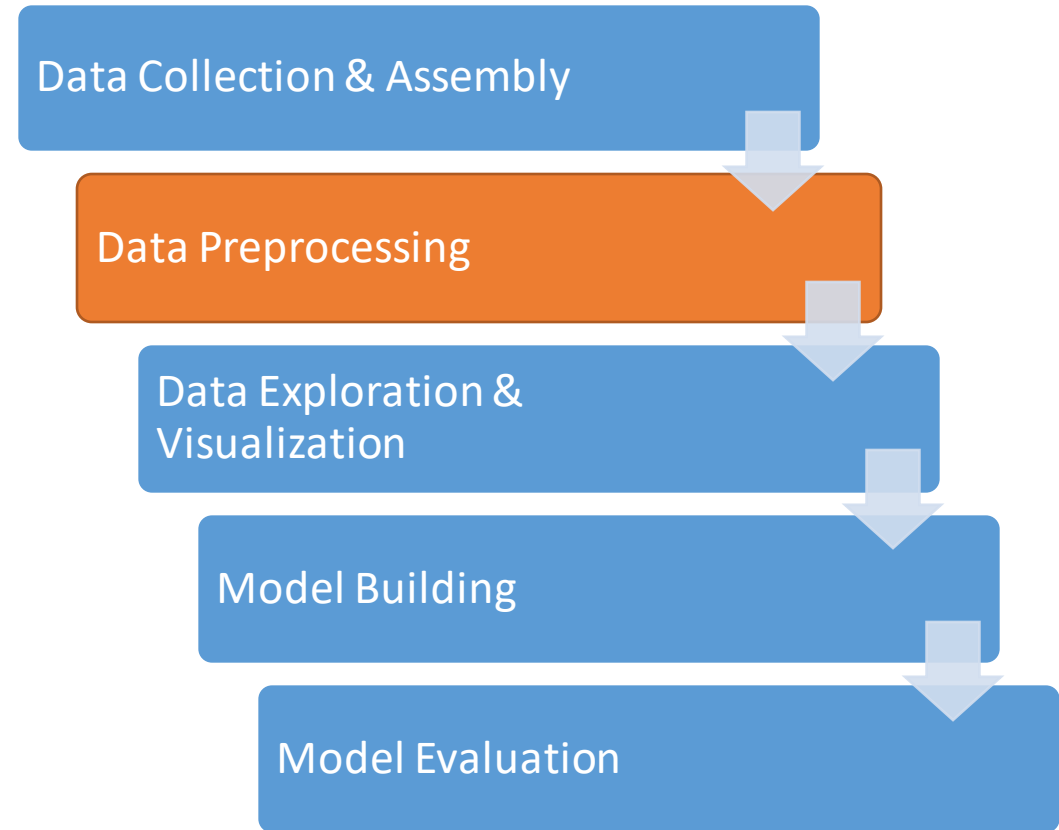 Data Collection & Assembly
Data Preprocessing
Data Exploration &
Visualization
Model Building
Model Evaluation